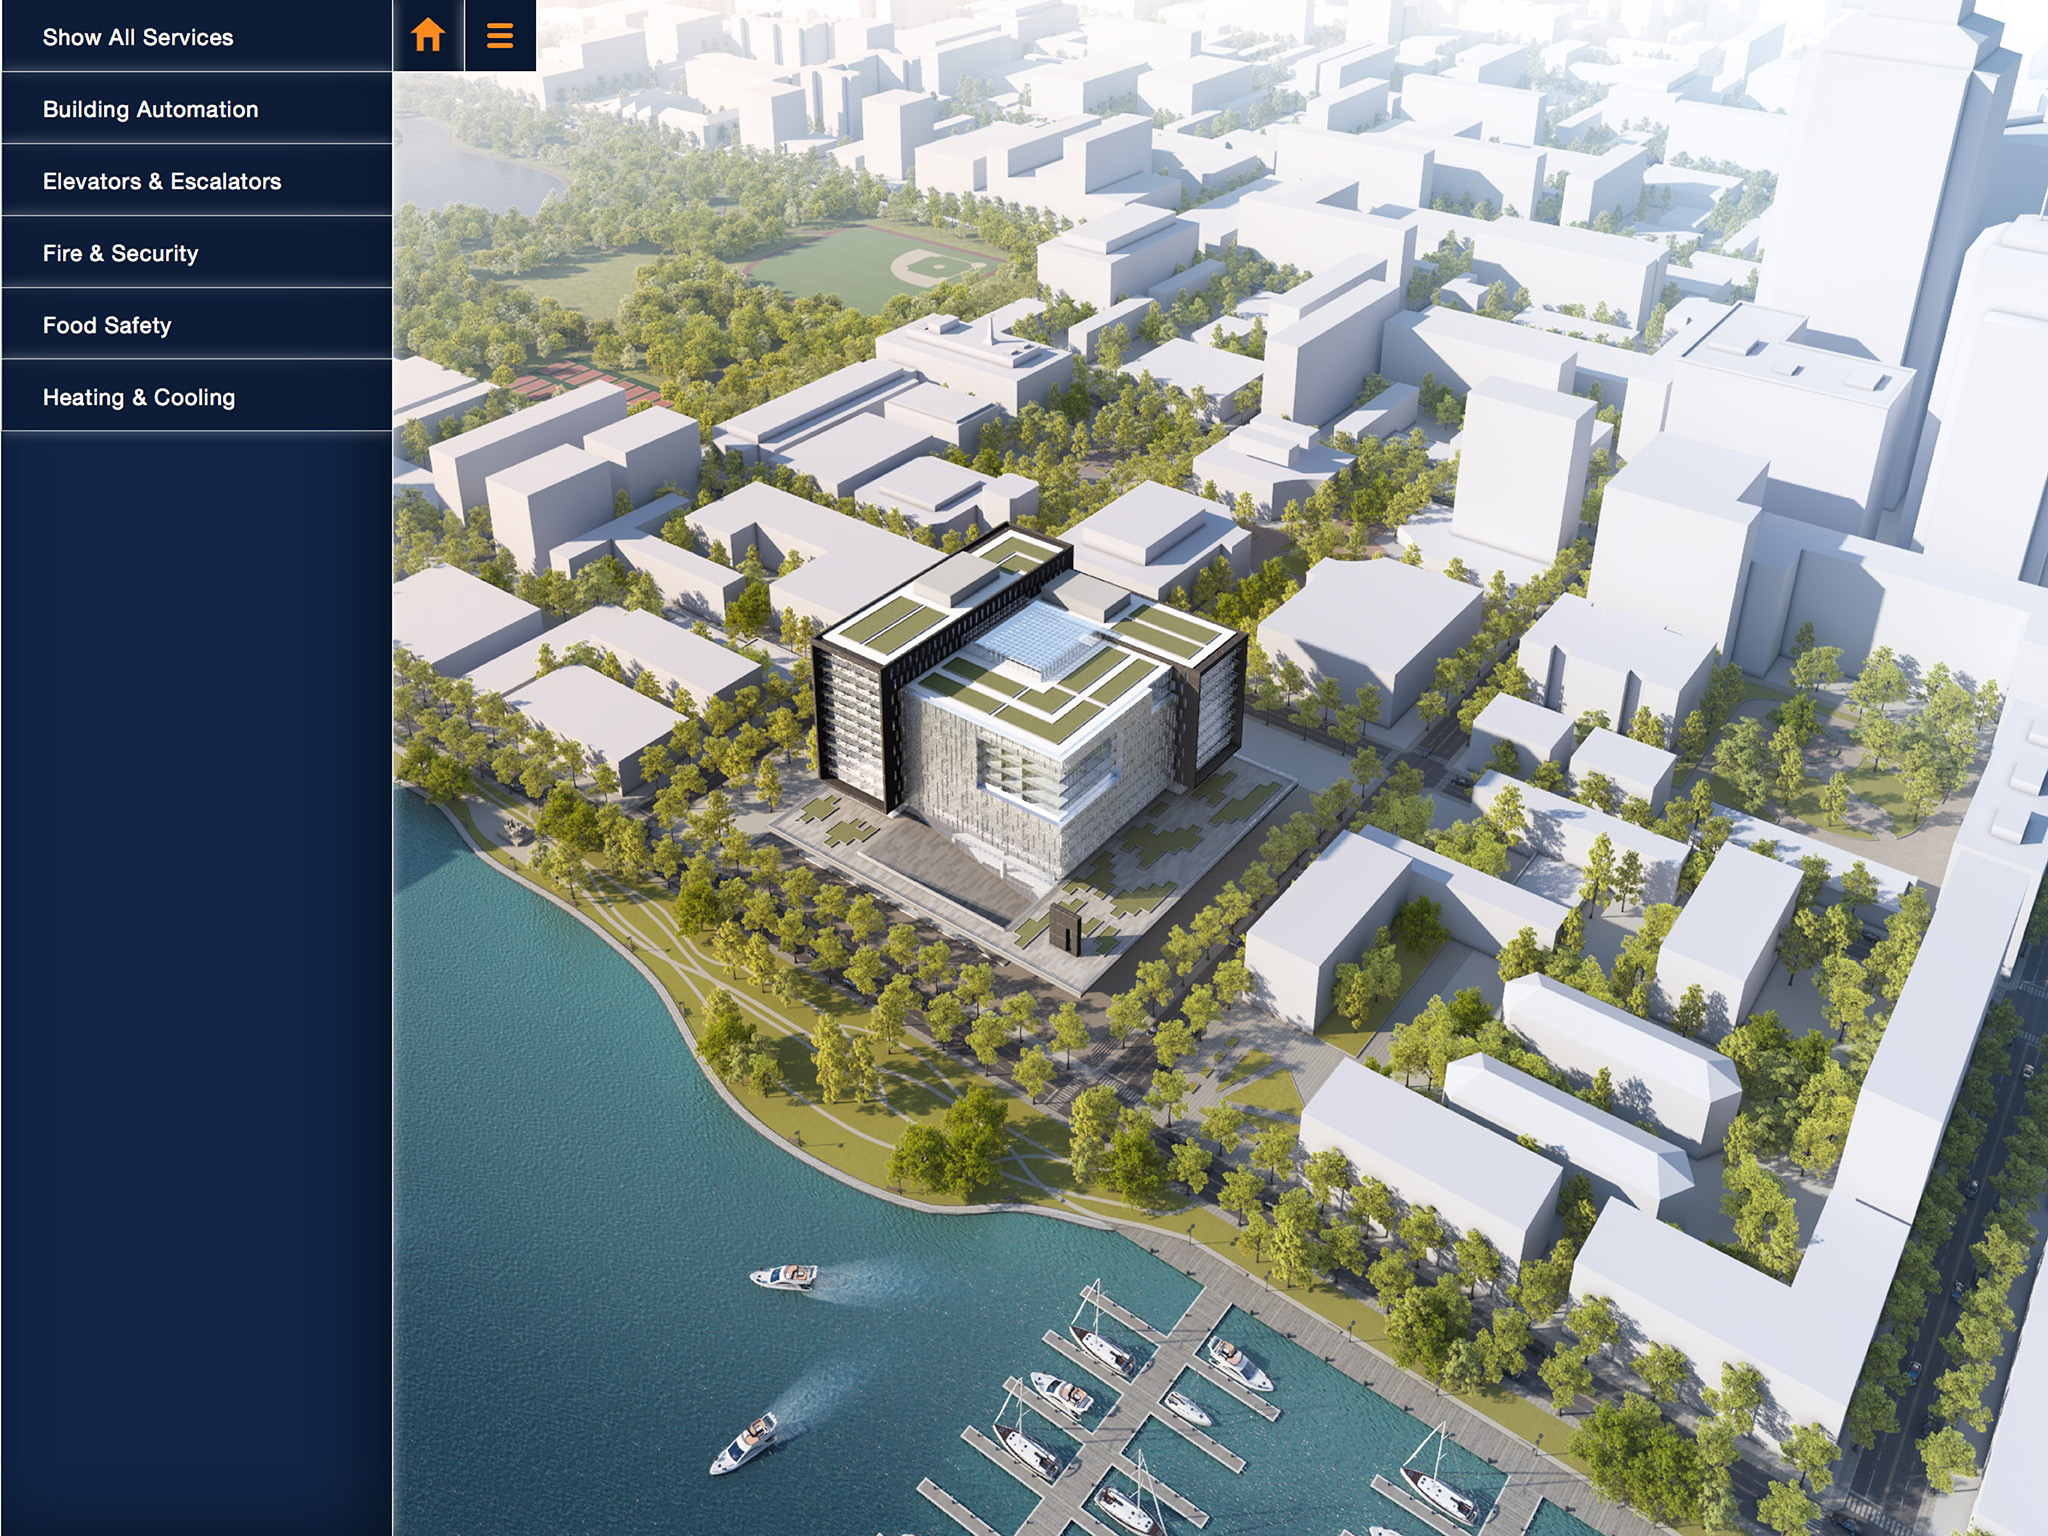 Show All Services
Building Automation
Elevators & Escalators
Fire & Security
Food Safety
Heating & Cooling